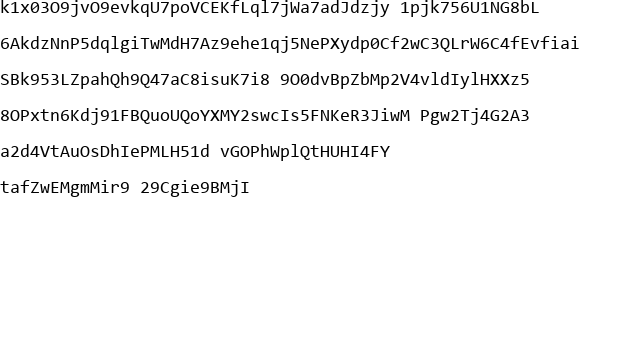 k1x03O9jvO9evkqU7poVCEKfLql7jWa7adJdzjy 1pjk756U1NG8bL
6AkdzNnP5dqlgiTwMdH7Az9ehe1qj5NePXydp0Cf2wC3QLrW6C4fEvfiai
SBk953LZpahQh9Q47aC8isuK7i8 9O0dvBpZbMp2V4vldIylHXXz5
8OPxtn6Kdj91FBQuoUQoYXMY2swcIs5FNKeR3JiwM Pgw2Tj4G2A3
a2d4VtAuOsDhIePMLH51d vGOPhWplQtHUHI4FY
tafZwEMgmMir9 29Cgie9BMjI